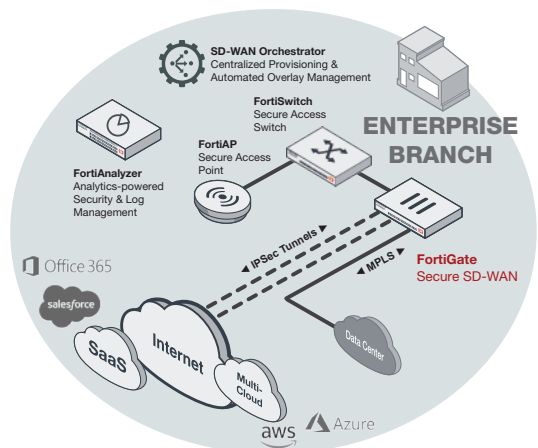 SD-WAN Orchestrator
Centralized Provisioning &
Automated Overlay Management
FortiSwitch
Secure Access
Switch
ENTERPRISE
BRANCH
FortiAP
Secure Access
Point
FortiAnalyzer
Analytics-powered
Security & Log
Management
IPSec Tunnels
MPLS
FortiGate
Secure SD-WAN
Office 365
salesforce
SaaS
Internet
Multi-
Cloud
Data Center
aws
Azure